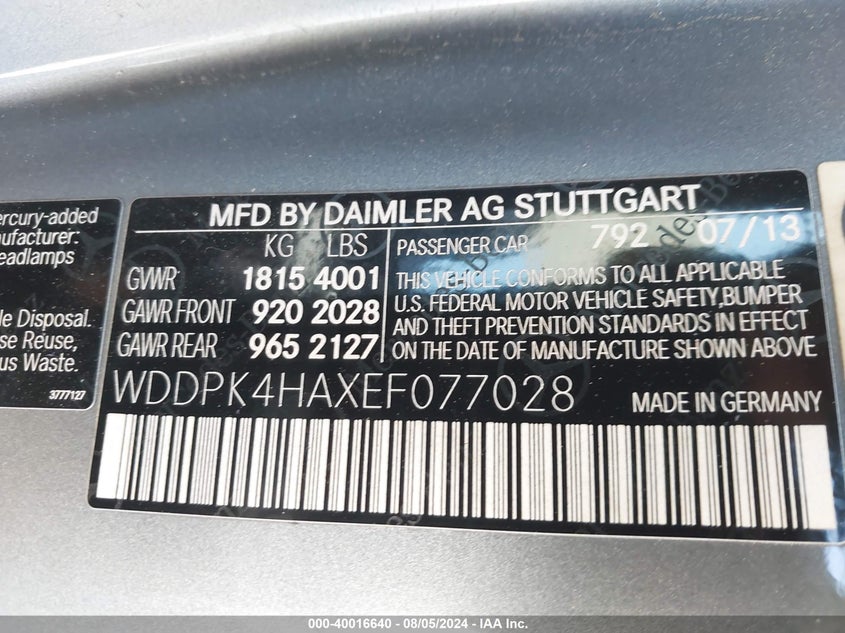 ercury-added
nufacturer:
eadlamps
le Disposal.
se Reuse,
us Waste.
3777127
MFD BY DAIMLER AG STUTTGART
KG LBS
GVWR 1815 4001
GAWR FRONT 920 2028
GAWR REAR 965 2127
PASSENGER CAR 792 07/13
THIS VEHICLE CONFORMS TO ALL APPLICABLE
U.S. FEDERAL MOTOR VEHICLE SAFETY,BUMPER
AND THEFT PREVENTION STANDARDS IN EFFECT
ON THE DATE OF MANUFACTURE SHOWN ABOVE
WDDPK4HAXEF077028 MADE IN GERMANY
000-40016640 - 08/05/2024 - IAA Inc.